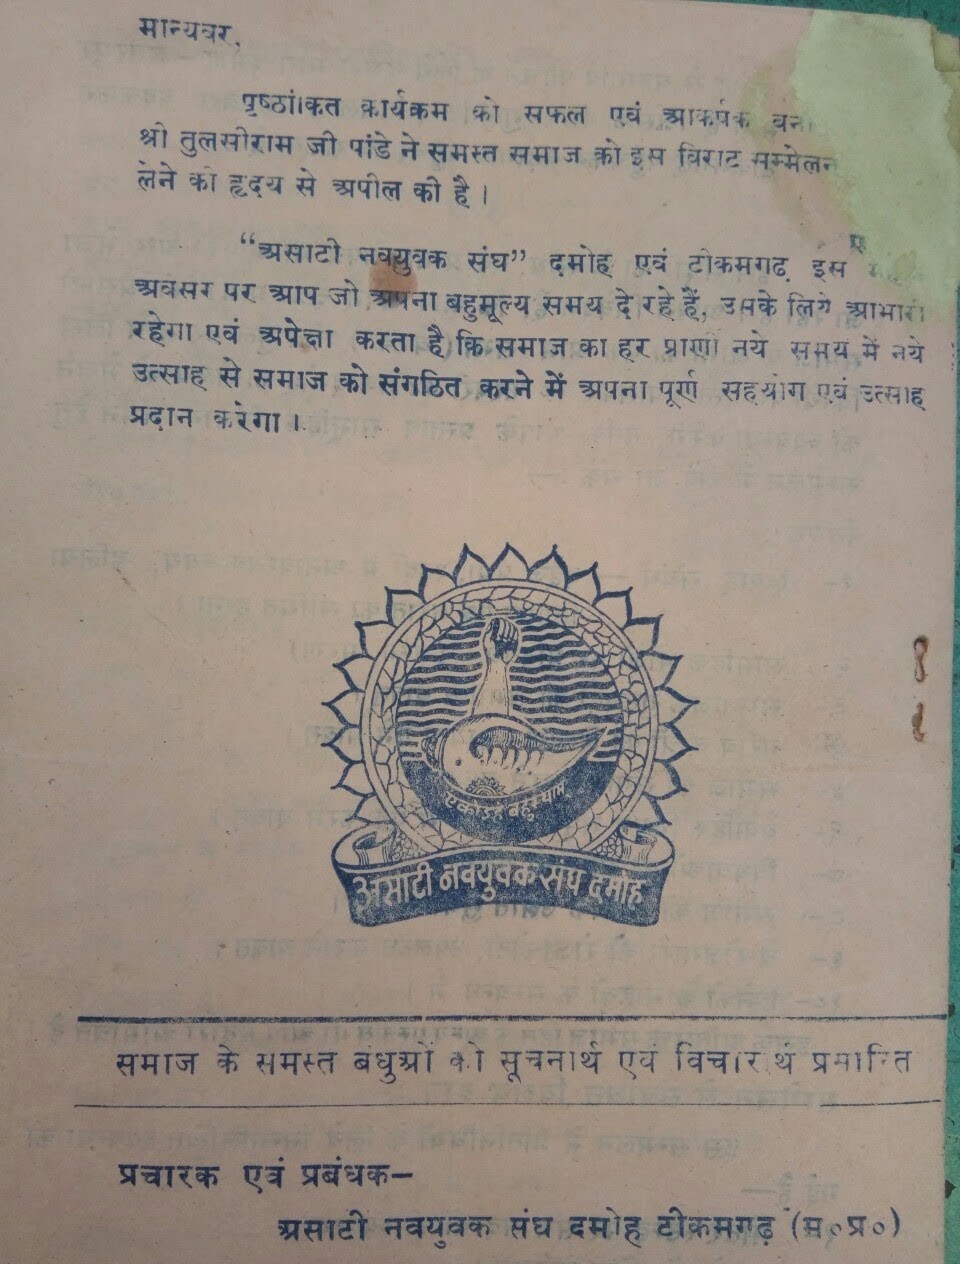 मान्यवर,
पृष्ठांकित कार्यक्रम को सफल एवं आकर्षक बना
श्री तुलसीराम जी पांडे ने समस्त समाज को इस विराट सम्मेलन
लेने की हृदय से अपील की है।
“असाटी नवयुवक संघ” दमोह एवं टीकमगढ़ इस
अवसर पर आप जो अपना बहुमूल्य समय दे रहे हैं, उसके लिये आभारी
रहेगा एवं अपेक्षा करता है कि समाज का हर प्राणी नये समय में नये
उत्साह से समाज को संगठित करने में अपना पूर्ण सहयोग एवं उत्साह
प्रदान करेगा।
असाटी नवयुवक संघ दमोह
समाज के समस्त बधुओं को सूचनार्थ एवं विचारार्थ प्रसारित
प्रचारक एवं प्रबंधक—
असाटी नवयुवक संघ दमोह टीकमगढ़ (म०प्र०)